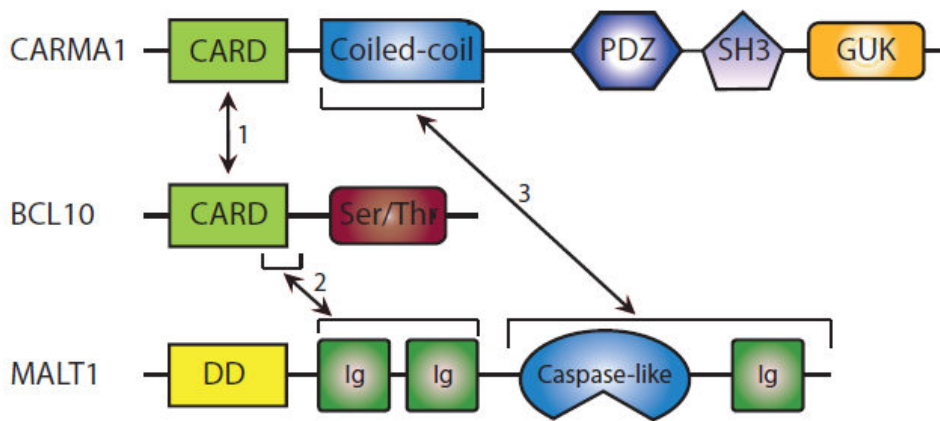 CARMA1 CARD Coiled-coil PDZ SH3 GUK
1
3
BCL10 CARD Ser/Thr
2
MALT1 DD Ig Ig Caspase-like Ig